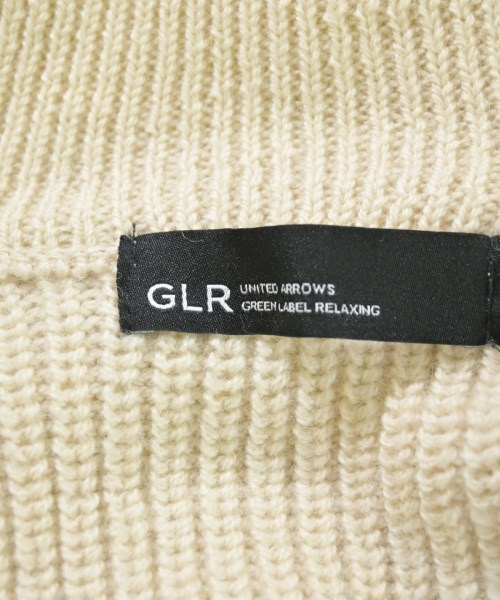 GLR
UNITED ARROWS
GREEN LABEL RELAXING